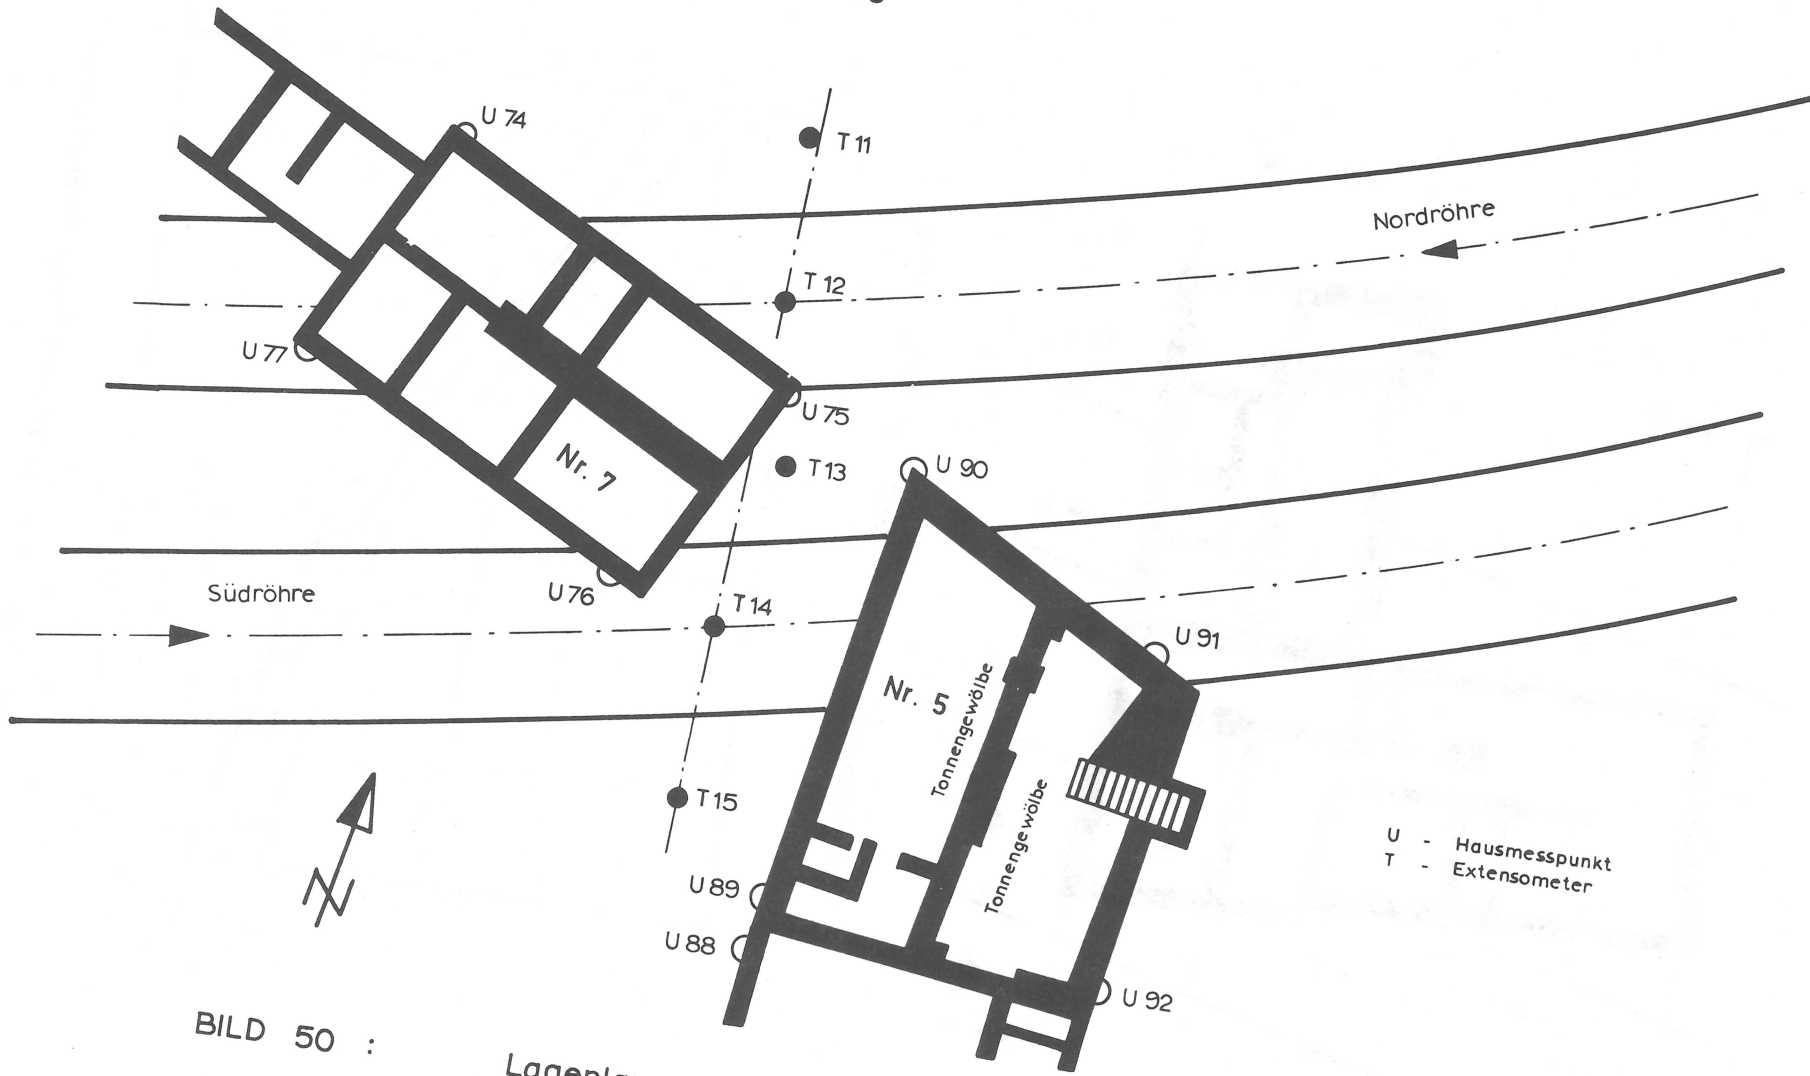 U 74
T 11
Nordröhre
T 12
U 77
U 75
T 13
U 90
Nr. 7
Südröhre
U 76
T 14
U 91
Nr. 5
Tonnengewölbe
Tonnengewölbe
T 15
N
U - Hausmesspunkt
T - Extensometer
U 89
U 88
U 92
BILD 50 :